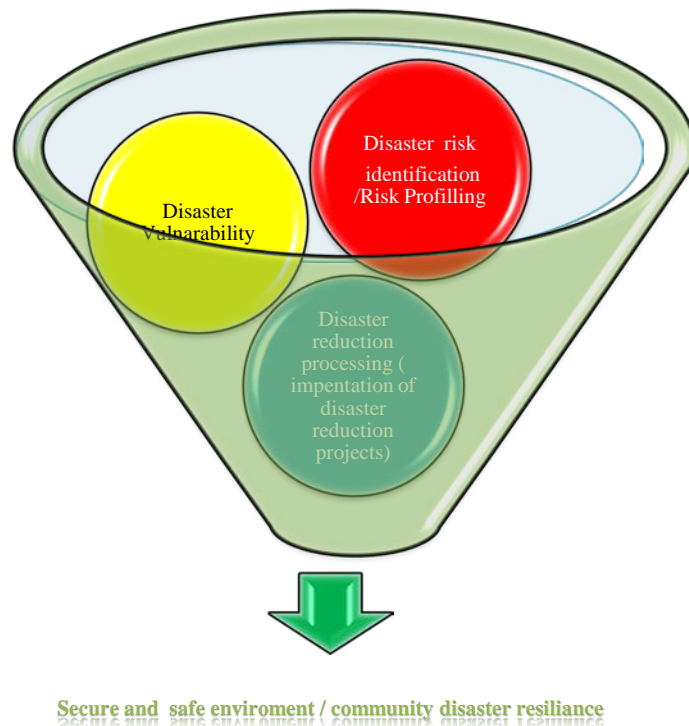 Disaster risk
identification
/Risk Profilling
Disaster
Vulnarability
Disaster
reduction
processing (
impentation of
disaster
reduction
projects)
Secure and safe enviroment / community disaster resiliance